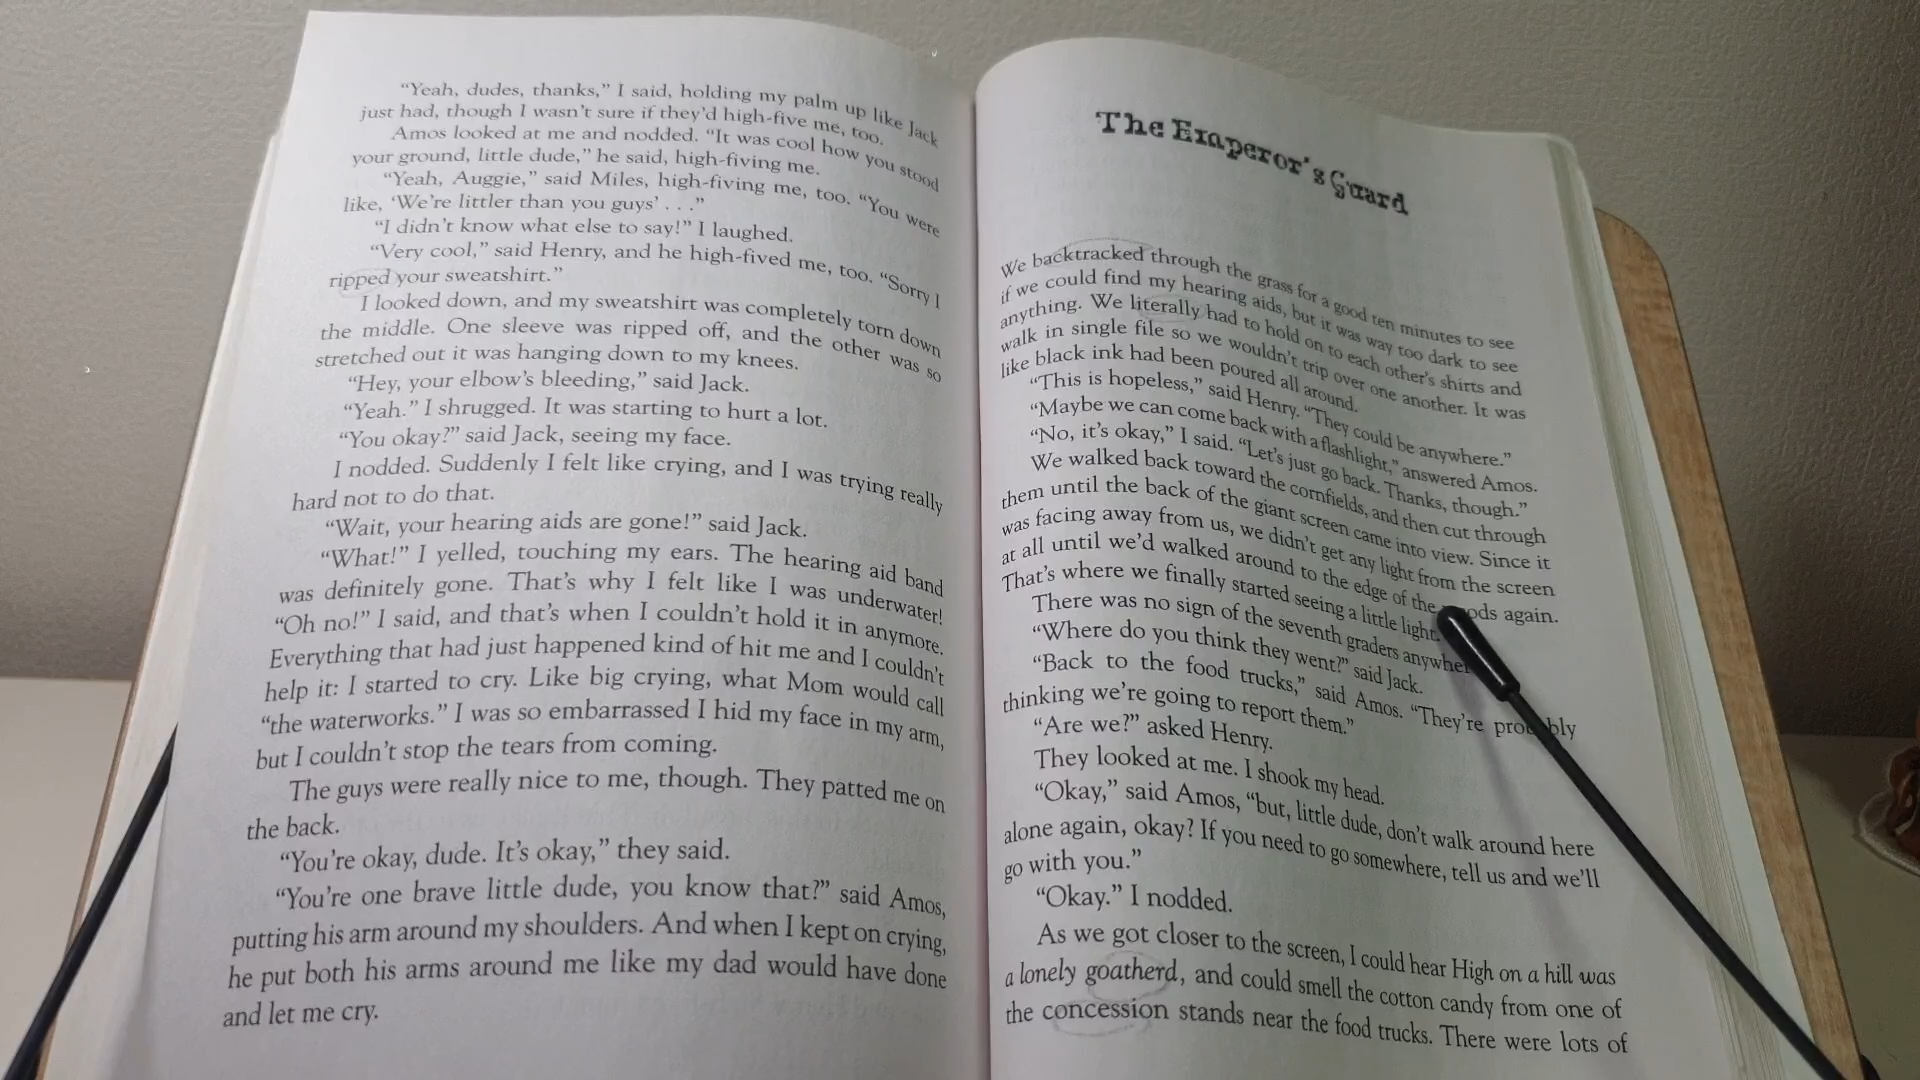 “Yeah, dudes, thanks,” I said, holding my palm up like Jack
just had, though I wasn’t sure if they’d high-five me, too.
Amos looked at me and nodded. “It was cool how you stood
your ground, little dude,” he said, high-fiving me.
“Yeah, Auggie,” said Miles, high-fiving me, too. “You were
like, ‘We’re littler than you guys’ . . .”
“I didn’t know what else to say!” I laughed.
“Very cool,” said Henry, and he high-fived me, too. “Sorry I
ripped your sweatshirt.”
I looked down, and my sweatshirt was completely torn down
the middle. One sleeve was ripped off, and the other was so
stretched out it was hanging down to my knees.
“Hey, your elbow’s bleeding,” said Jack.
“Yeah.” I shrugged. It was starting to hurt a lot.
“You okay?” said Jack, seeing my face.
I nodded. Suddenly I felt like crying, and I was trying really
hard not to do that.
“Wait, your hearing aids are gone!” said Jack.
“What!” I yelled, touching my ears. The hearing aid band
was definitely gone. That’s why I felt like I was underwater!
“Oh no!” I said, and that’s when I couldn’t hold it in anymore.
Everything that had just happened kind of hit me and I couldn’t
help it: I started to cry. Like big crying, what Mom would call
“the waterworks.” I was so embarrassed I hid my face in my arm,
but I couldn’t stop the tears from coming.
The guys were really nice to me, though. They patted me on
the back.
“You’re okay, dude. It’s okay,” they said.
“You’re one brave little dude, you know that?” said Amos,
putting his arm around my shoulders. And when I kept on crying,
he put both his arms around me like my dad would have done
and let me cry.
The Emperor’s Guard
We backtracked through the grass for a good ten minutes to see
if we could find my hearing aids, but it was way too dark to see
anything. We literally had to hold on to each other’s shirts and
walk in single file so we wouldn’t trip over one another. It was
like black ink had been poured all around.
“This is hopeless,” said Henry. “They could be anywhere.”
“Maybe we can come back with a flashlight,” answered Amos.
“No, it’s okay,” I said. “Let’s just go back. Thanks, though.”
We walked back toward the cornfields, and then cut through
them until the back of the giant screen came into view. Since it
was facing away from us, we didn’t get any light from the screen
at all until we’d walked around to the edge of the woods again.
That’s where we finally started seeing a little light.
There was no sign of the seventh graders anywhere
“Where do you think they went?” said Jack.
“Back to the food trucks,” said Amos. “They’re probably
thinking we’re going to report them.”
“Are we?” asked Henry.
They looked at me. I shook my head.
“Okay,” said Amos, “but, little dude, don’t walk around here
alone again, okay? If you need to go somewhere, tell us and we’ll
go with you.”
“Okay.” I nodded.
As we got closer to the screen, I could hear High on a hill was
a lonely goatherd, and could smell the cotton candy from one of
the concession stands near the food trucks. There were lots of